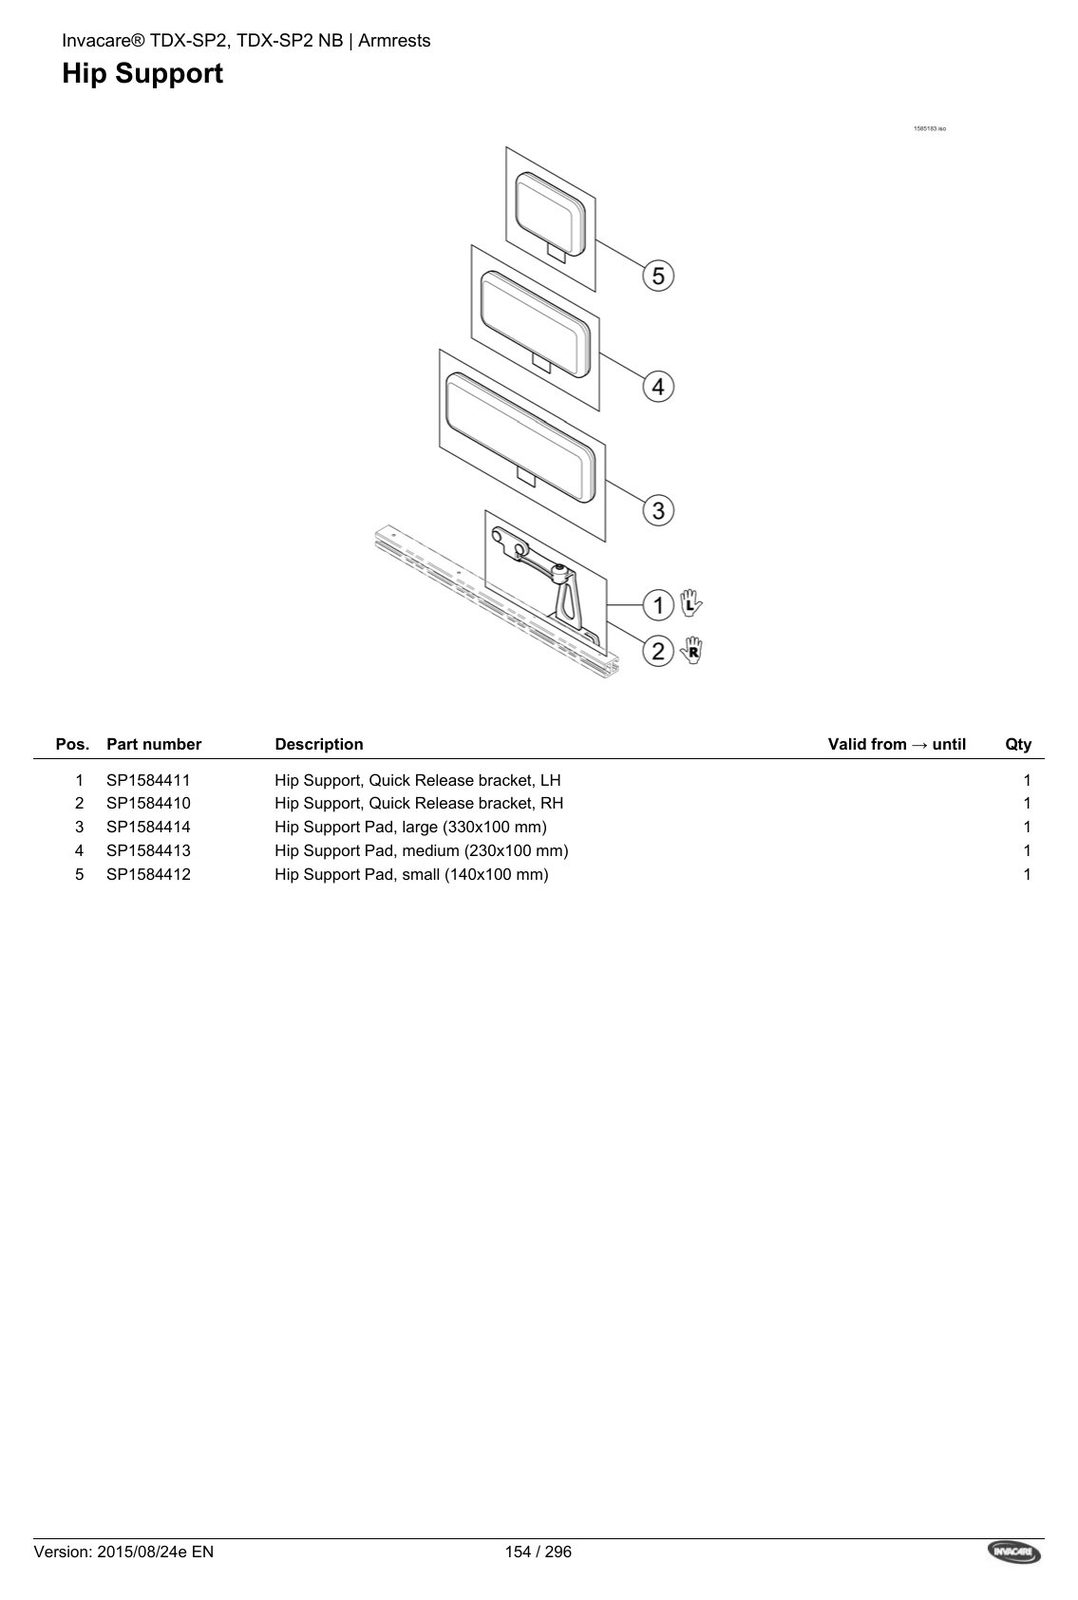 Invacare® TDX-SP2, TDX-SP2 NB | Armrests
Hip Support
1585183.iso
5
4
3
1 L
2 R
Pos. Part number Description Valid from → until Qty
1 SP1584411 Hip Support, Quick Release bracket, LH 1
2 SP1584410 Hip Support, Quick Release bracket, RH 1
3 SP1584414 Hip Support Pad, large (330x100 mm) 1
4 SP1584413 Hip Support Pad, medium (230x100 mm) 1
5 SP1584412 Hip Support Pad, small (140x100 mm) 1
Version: 2015/08/24e EN 154 / 296 INVACARE